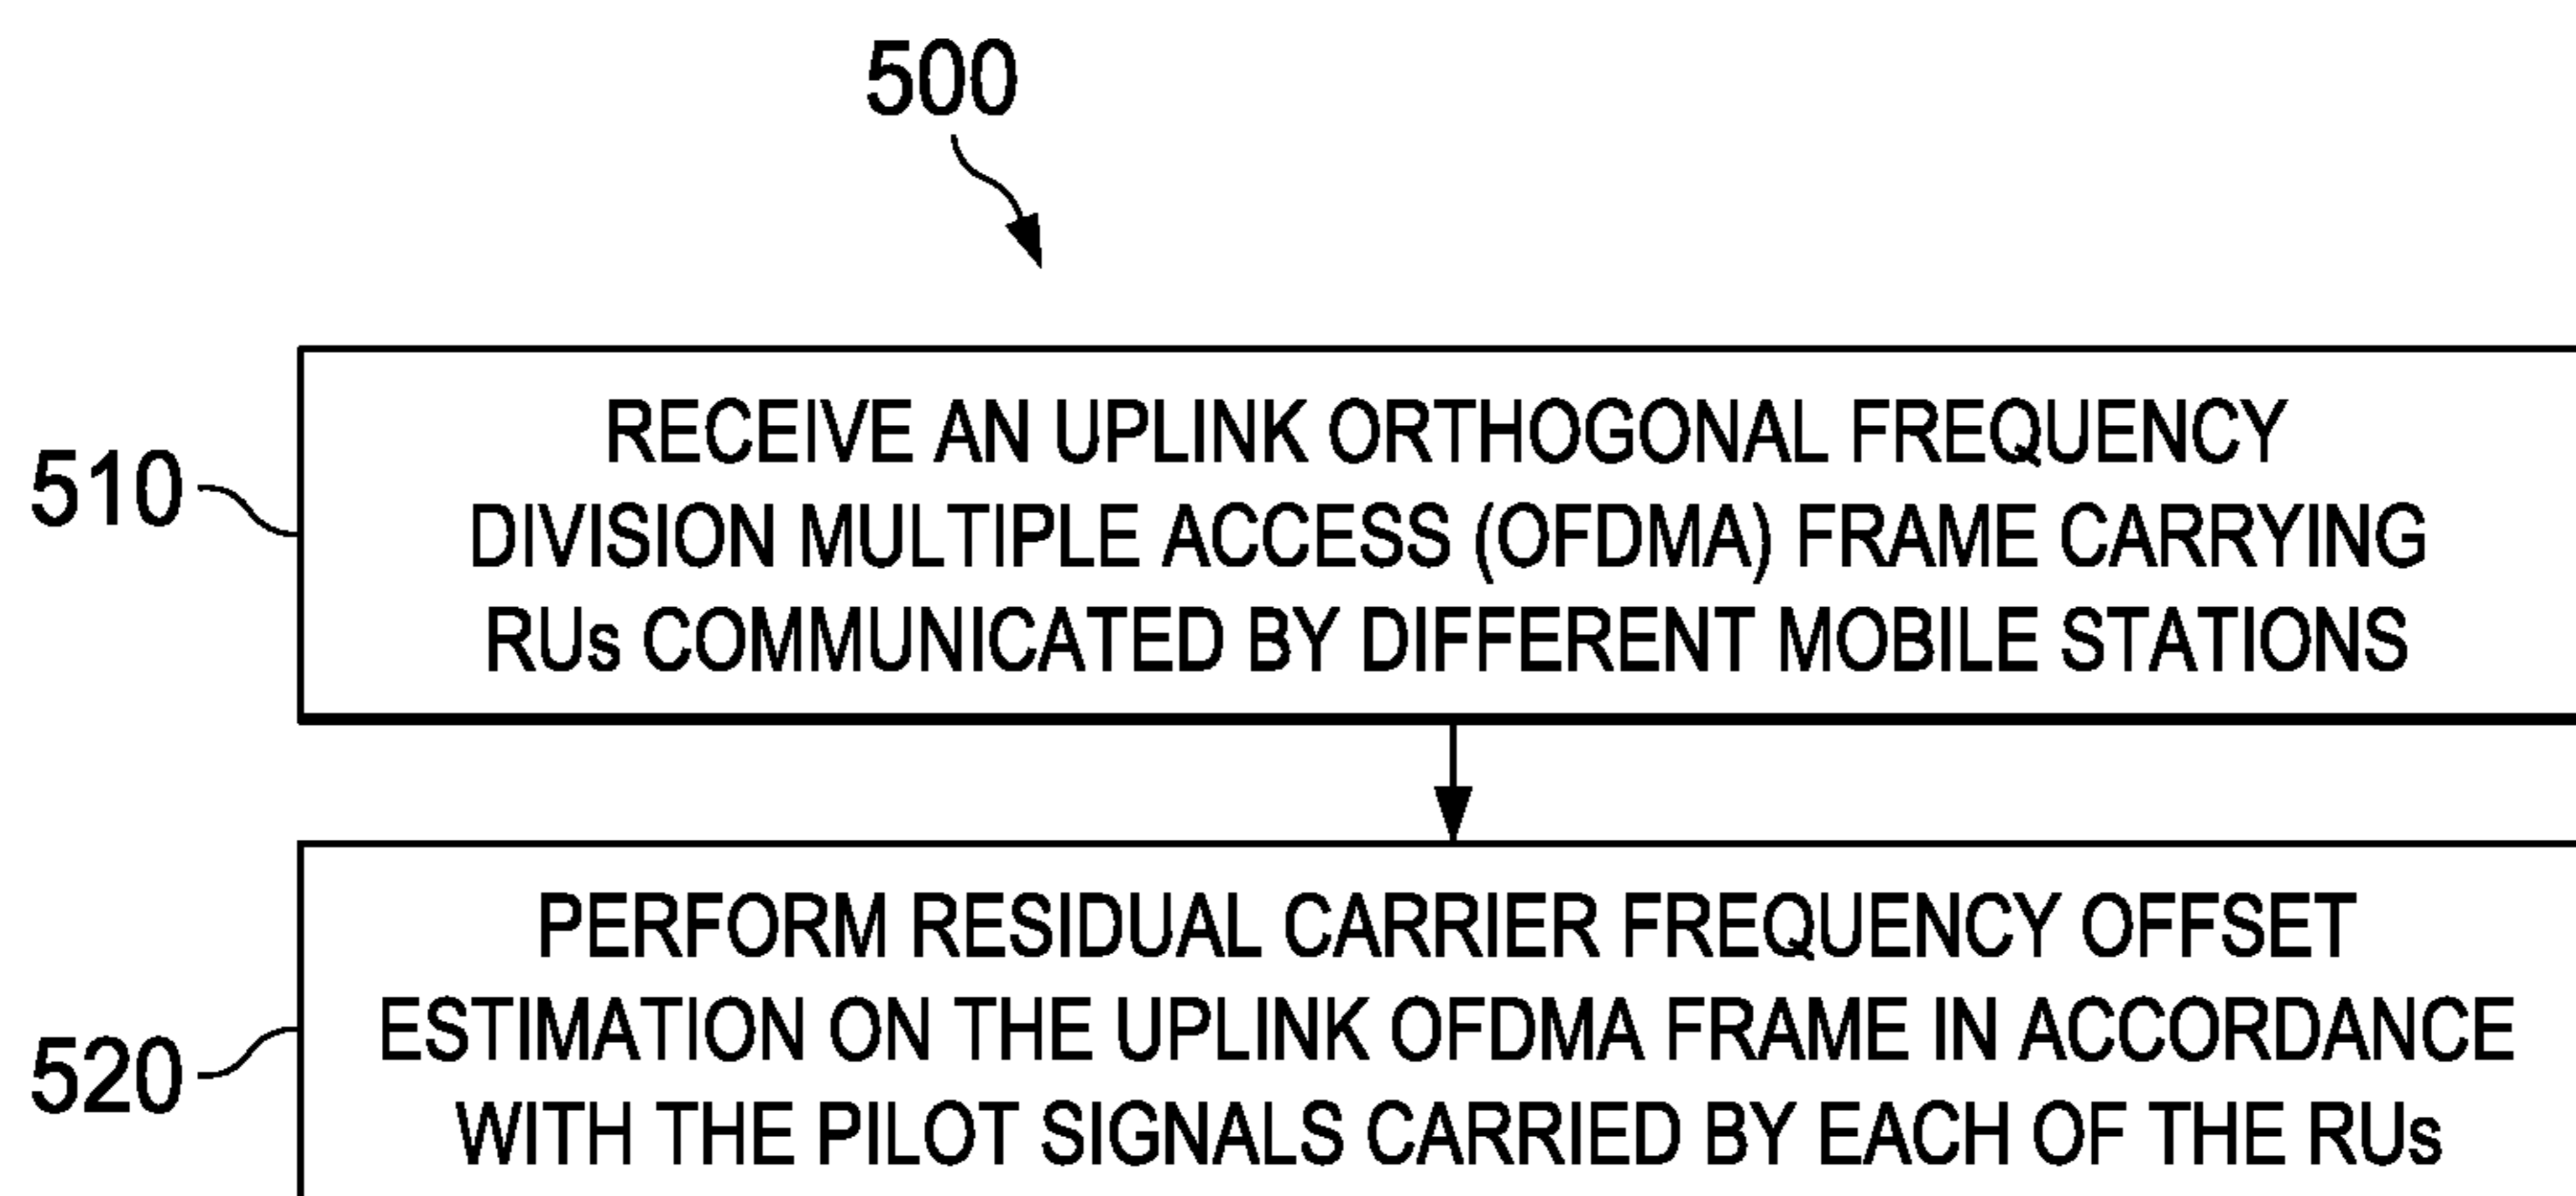 500
510
RECEIVE AN UPLINK ORTHOGONAL FREQUENCY
DIVISION MULTIPLE ACCESS (OFDMA) FRAME CARRYING
RUs COMMUNICATED BY DIFFERENT MOBILE STATIONS
520
PERFORM RESIDUAL CARRIER FREQUENCY OFFSET
ESTIMATION ON THE UPLINK OFDMA FRAME IN ACCORDANCE
WITH THE PILOT SIGNALS CARRIED BY EACH OF THE RUs